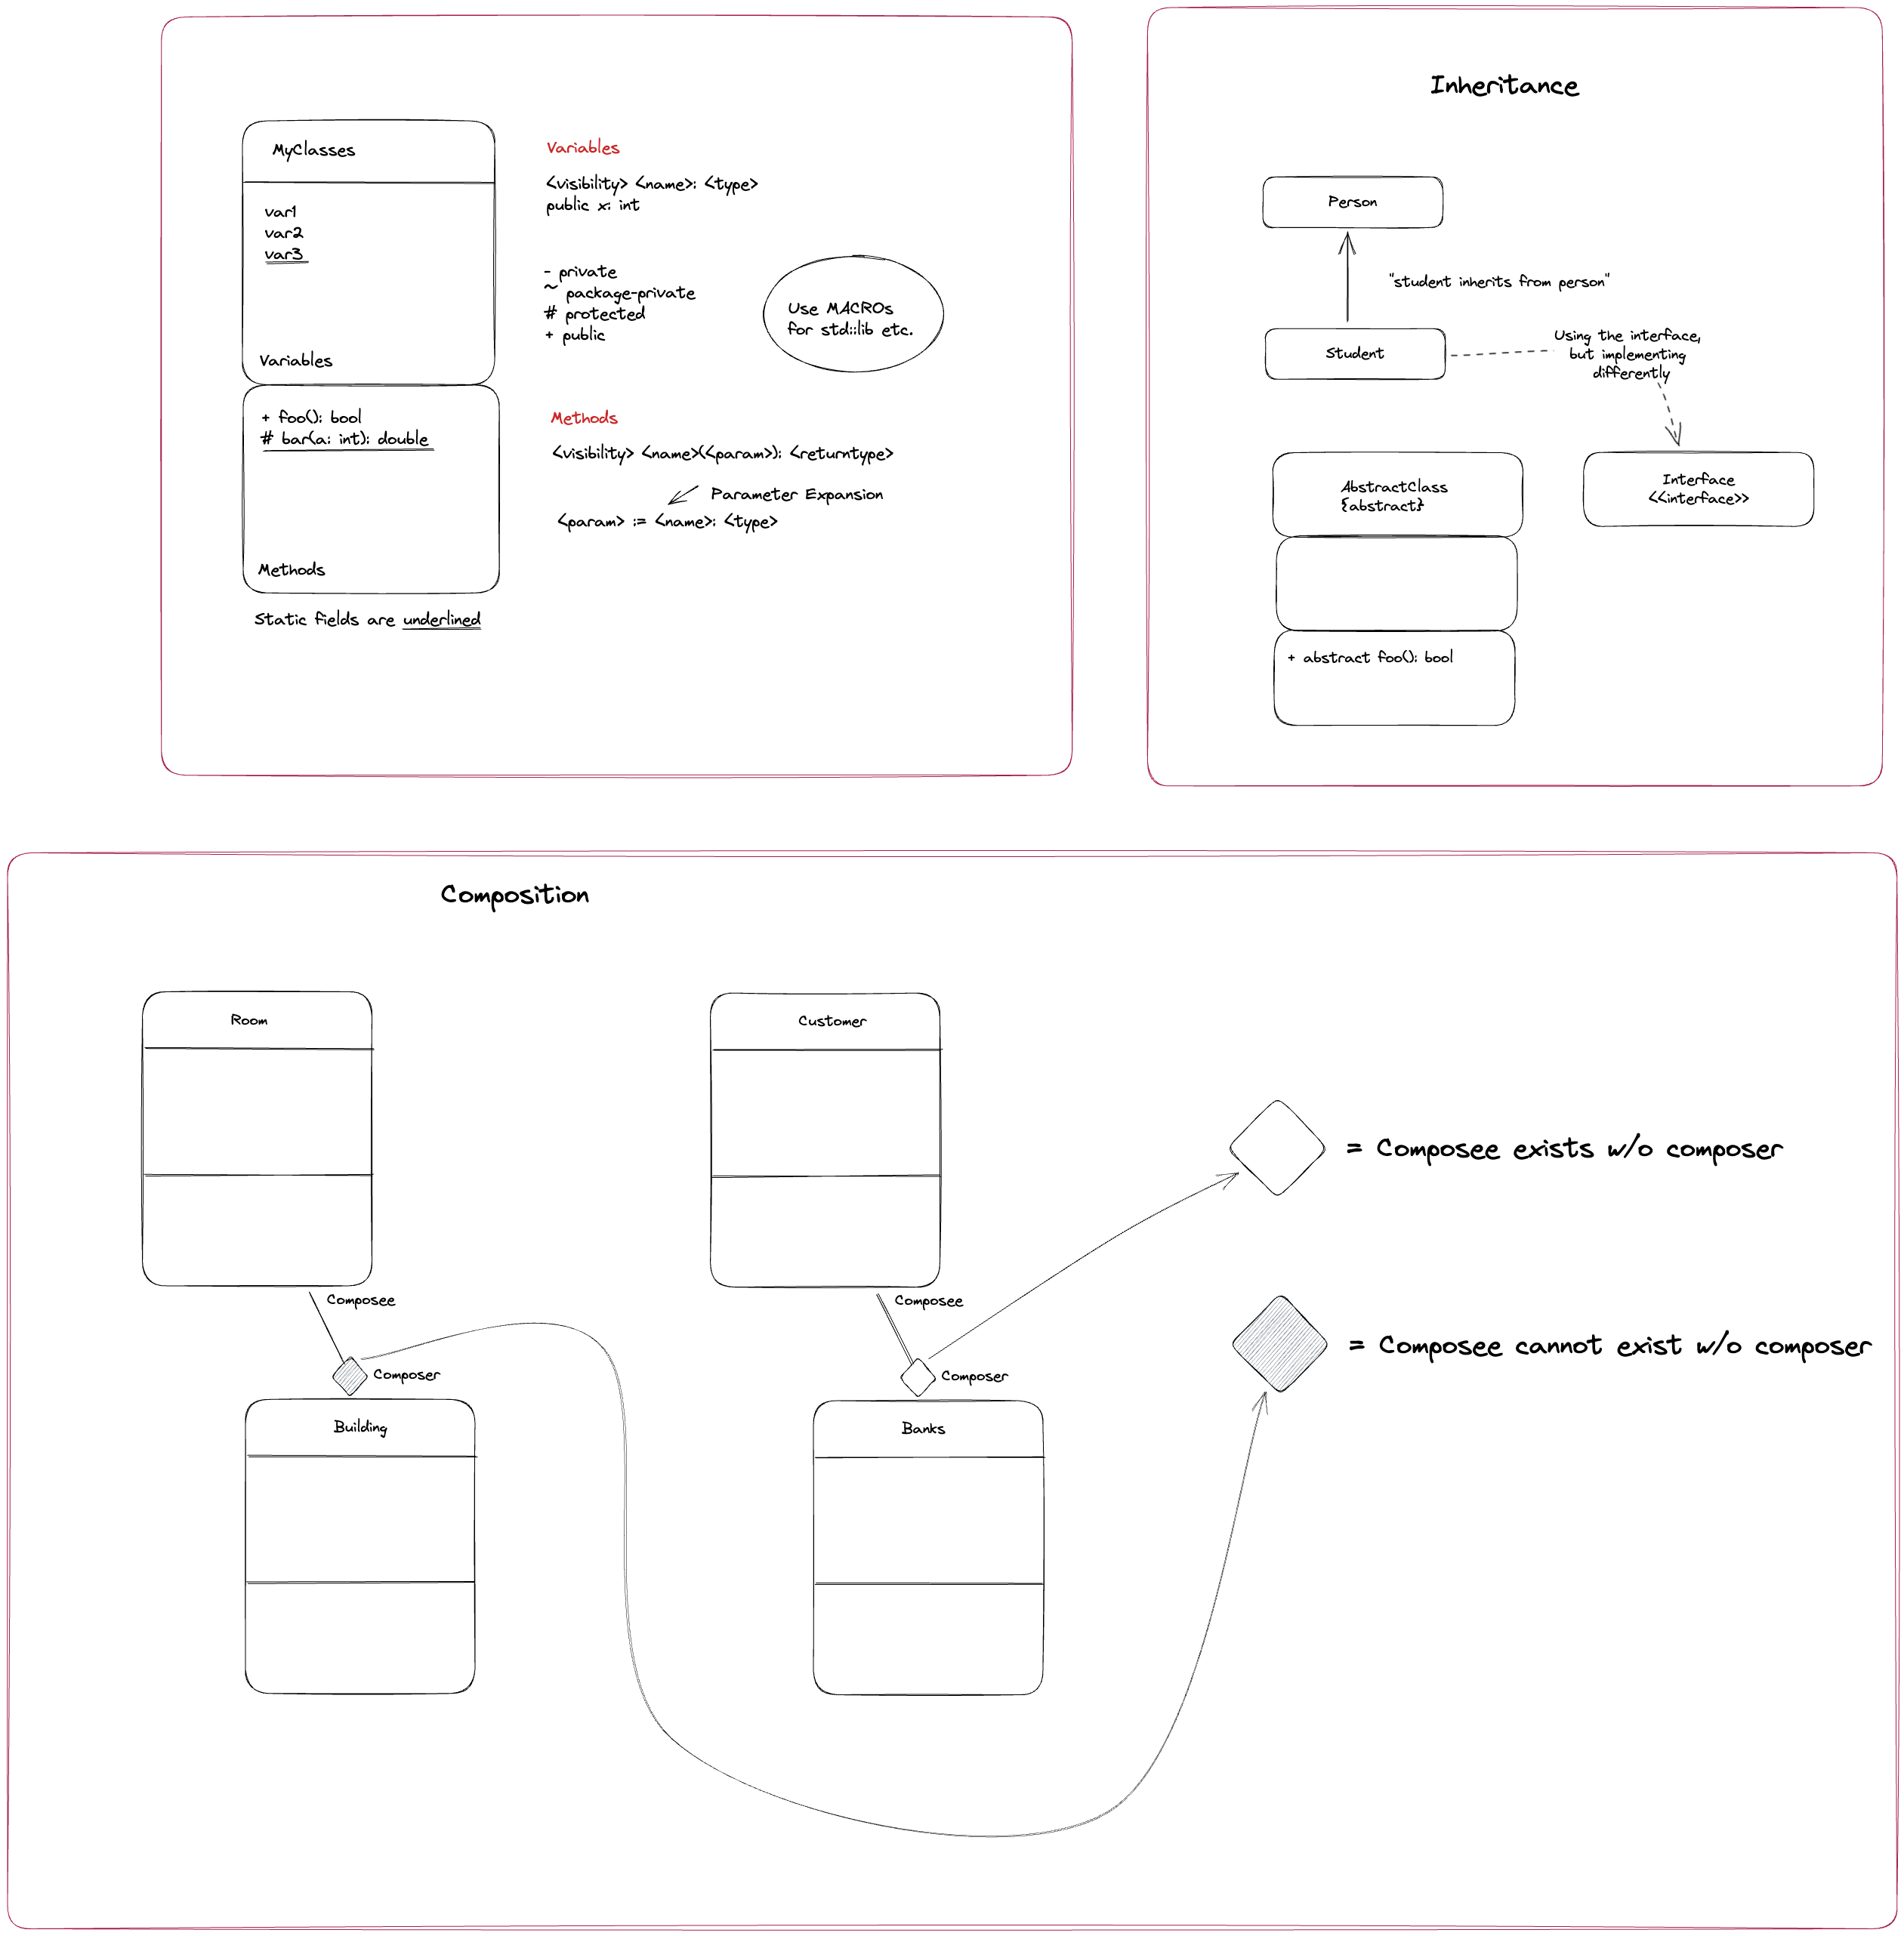 MyClasses
var1
var2
var3
Variables
+ foo(): bool
# bar(a: int): double
Methods
Static fields are underlined
Variables
<visibility> <name>: <type>
public x: int
- private
~ package-private
# protected
+ public
Use MACROs
for std::lib etc.
Methods
<visibility> <name>(<param>): <returntype>
Parameter Expansion
<param> := <name>: <type>
Inheritance
Person
"student inherits from person"
Student
Using the interface,
but implementing
differently
AbstractClass
{abstract}
+ abstract foo(): bool
Interface
<<interface>>
Composition
Room
Composee
Composer
Building
Customer
Composee
Composer
Banks
= Composee exists w/o composer
= Composee cannot exist w/o composer